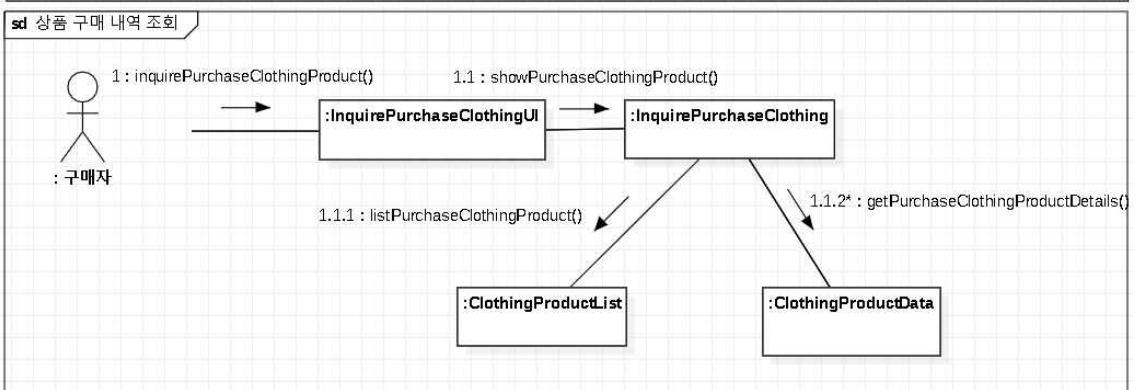 sd 상품 구매 내역 조회
1 : inquirePurchaseClothingProduct()
1.1 : showPurchaseClothingProduct()
:InquirePurchaseClothingUI
:InquirePurchaseClothing
: 구매자
1.1.1 : listPurchaseClothingProduct()
1.1.2* : getPurchaseClothingProductDetails()
:ClothingProductList
:ClothingProductData